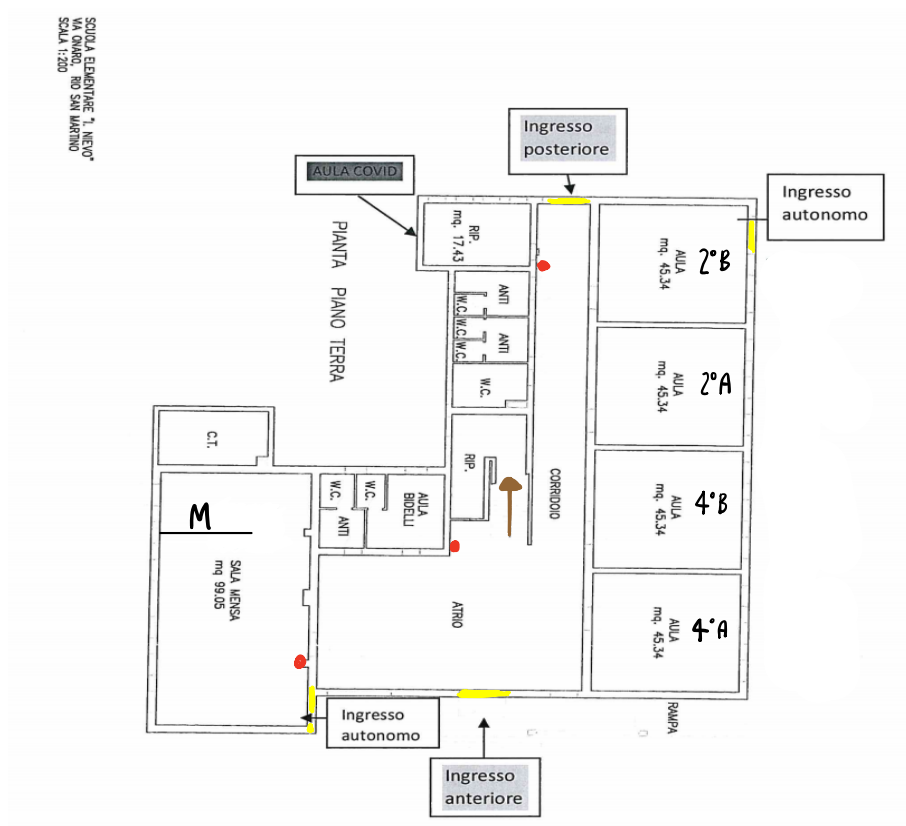 SCUOLA ELEMENTARE "I. NIEVO"
VIA ONARO, RIO SAN MARTINO
SCALA 1:200
Ingresso
posteriore
AULA COVID
Ingresso
autonomo
PIANTA PIANO TERRA
RIP.
mq. 17.43
AULA
mq. 45.34
2°B
ANTI
W.C.
W.C.
ANTI
W.C.
W.C.
W.C.
AULA
mq. 45.34
2°A
C.T.
RIP.
CORRIDOIO
AULA
mq. 45.34
4°B
W.C.
W.C.
AULA
BIDELLI
ANTI
M
SALA MENSA
mq 99.05
ATRIO
AULA
mq. 45.34
4°A
RAMPA
Ingresso
autonomo
Ingresso
anteriore